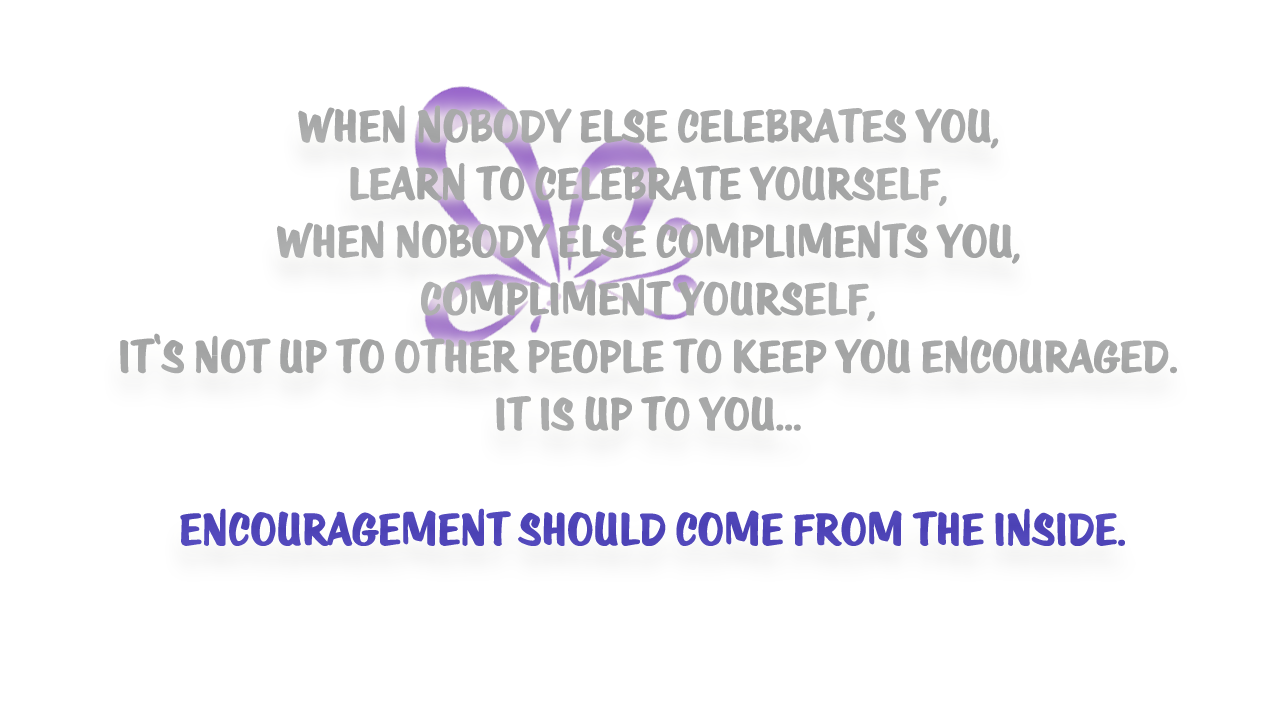 WHEN NOBODY ELSE CELEBRATES YOU,
LEARN TO CELEBRATE YOURSELF,
WHEN NOBODY ELSE COMPLIMENTS YOU,
COMPLIMENT YOURSELF,
IT'S NOT UP TO OTHER PEOPLE TO KEEP YOU ENCOURAGED.
IT IS UP TO YOU...
ENCOURAGEMENT SHOULD COME FROM THE INSIDE.